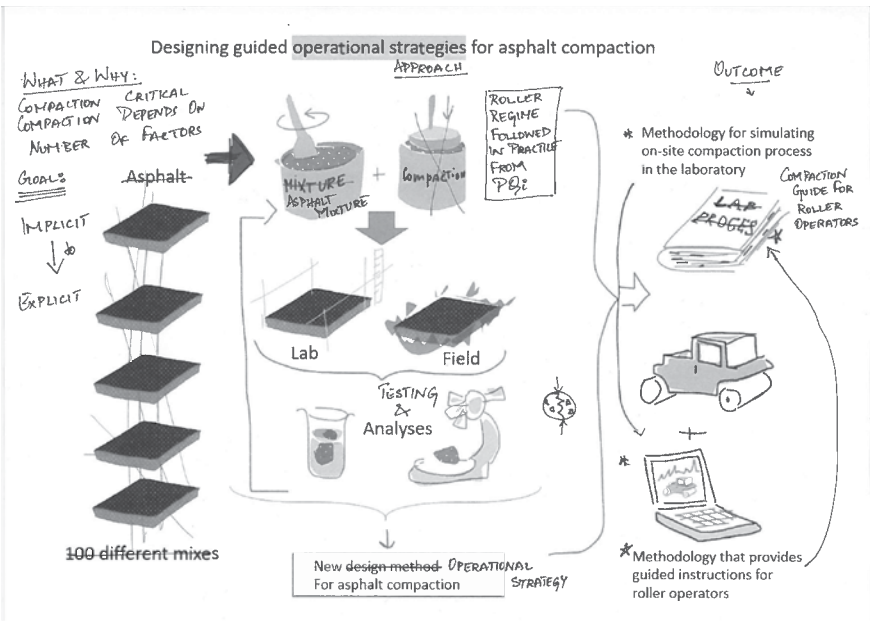 Designing guided operational strategies for asphalt compaction
WHAT & WHY:
COMPACTION CRITICAL
COMPACTION DEPENDS ON
NUMBER OF FACTORS
GOAL:
IMPLICIT
to
EXPLICIT
Asphalt
100 different mixes
APPROACH
MIXTURE
ASPHALT
MIXTURE
+
Compaction
ROLLER
REGIME
FOLLOWED
IN PRACTICE
FROM
PQi
Lab
Field
TESTING
&
Analyses
New design method OPERATIONAL
For asphalt compaction STRATEGY
OUTCOME
* Methodology for simulating
on-site compaction process
in the laboratory
LAB
PROCES
*
COMPACTION
GUIDE FOR
ROLLER
OPERATORS
+
*
* Methodology that provides
guided instructions for
roller operators